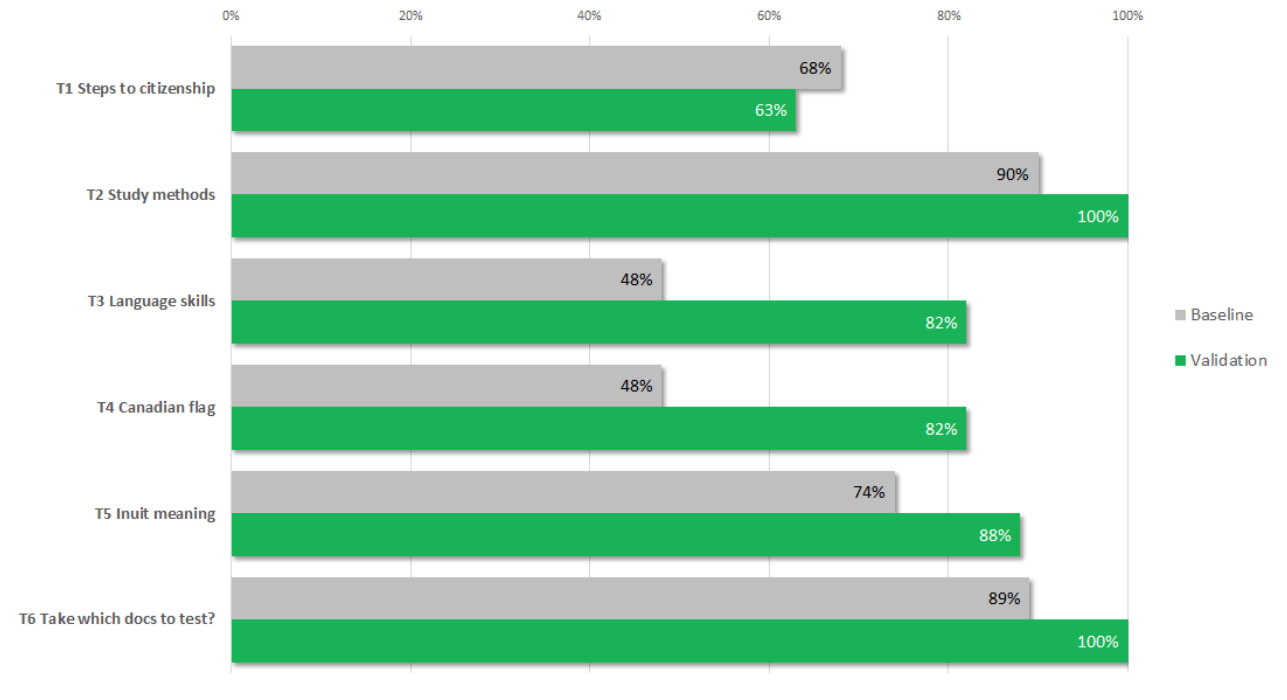 0% 20% 40% 60% 80% 100%
T1 Steps to citizenship
68%
63%
T2 Study methods
90%
100%
T3 Language skills
48%
82%
T4 Canadian flag
48%
82%
T5 Inuit meaning
74%
88%
T6 Take which docs to test?
89%
100%
Baseline
Validation